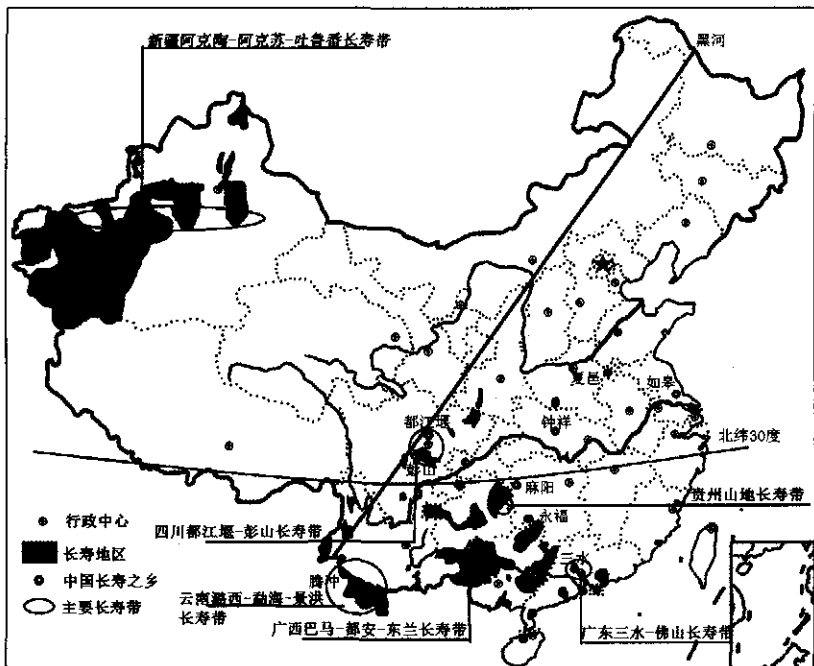 新疆阿克陶-阿克苏-吐鲁番长寿带
黑河
夏邑
如皋
都江堰
钟祥
北纬30度
彭山
麻阳
贵州山地长寿带
永福
四川都江堰-彭山长寿带
三水
腾冲
云南潞西-勐海-景洪
长寿带
广西巴马-都安-东兰长寿带
广东三水-佛山长寿带
行政中心
长寿地区
中国长寿之乡
主要长寿带